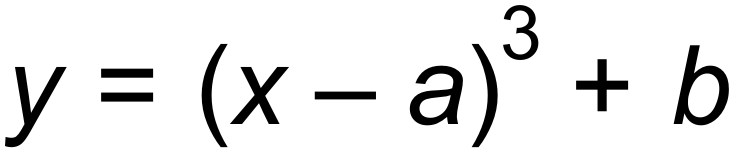 y = (x – a)³ + b